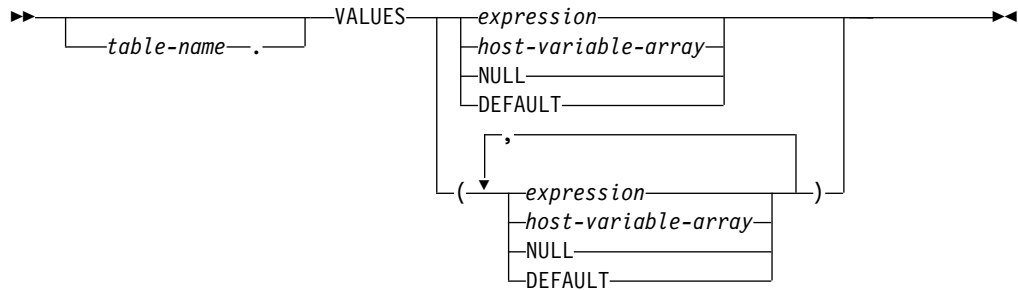 VALUES expression
table-name . host-variable-array
NULL
DEFAULT
,
( expression )
host-variable-array
NULL
DEFAULT